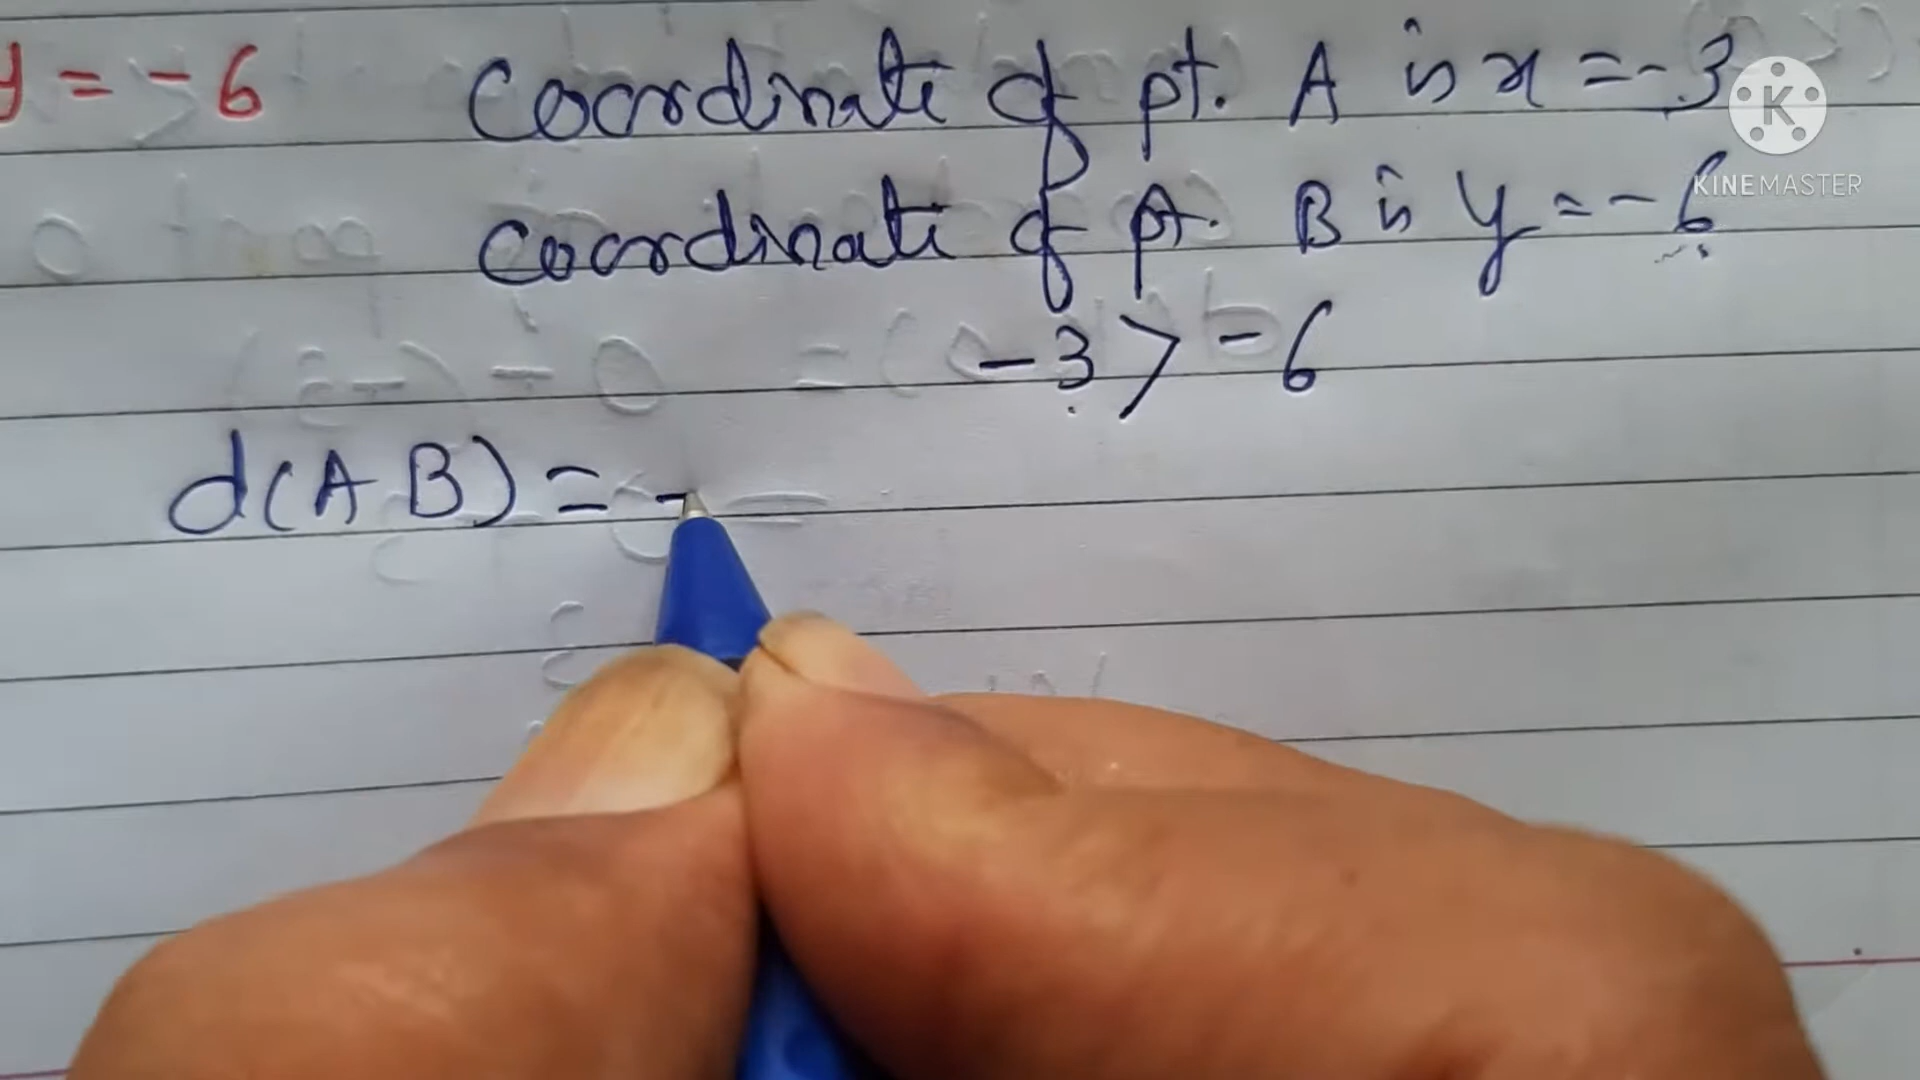 y = - 6
Coordinate of pt. A is x = - 3
Coordinate of pt. B is y = - 6
- 3 > - 6
d(A B) = -
KINEMASTER